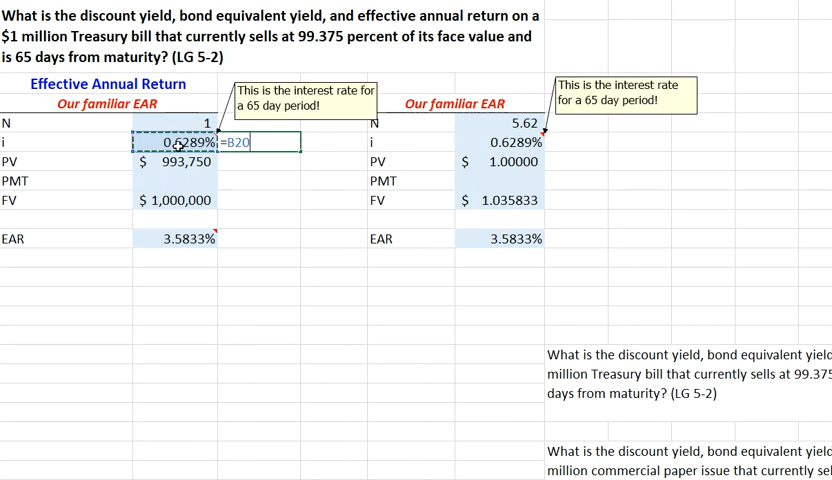 What is the discount yield, bond equivalent yield, and effective annual return on a
$1 million Treasury bill that currently sells at 99.375 percent of its face value and
is 65 days from maturity? (LG 5-2)
Effective Annual Return
Our familiar EAR
This is the interest rate for
a 65 day period!
N 1
i 0.6289% =B20
PV $ 993,750
PMT
FV $ 1,000,000
EAR 3.5833%
This is the interest rate
for a 65 day period!
Our familiar EAR
N 5.62
i 0.6289%
PV $ 1.00000
PMT
FV $ 1.035833
EAR 3.5833%
What is the discount yield, bond equivalent yield
million Treasury bill that currently sells at 99.375
days from maturity? (LG 5-2)
What is the discount yield, bond equivalent yield
million commercial paper issue that currently sel